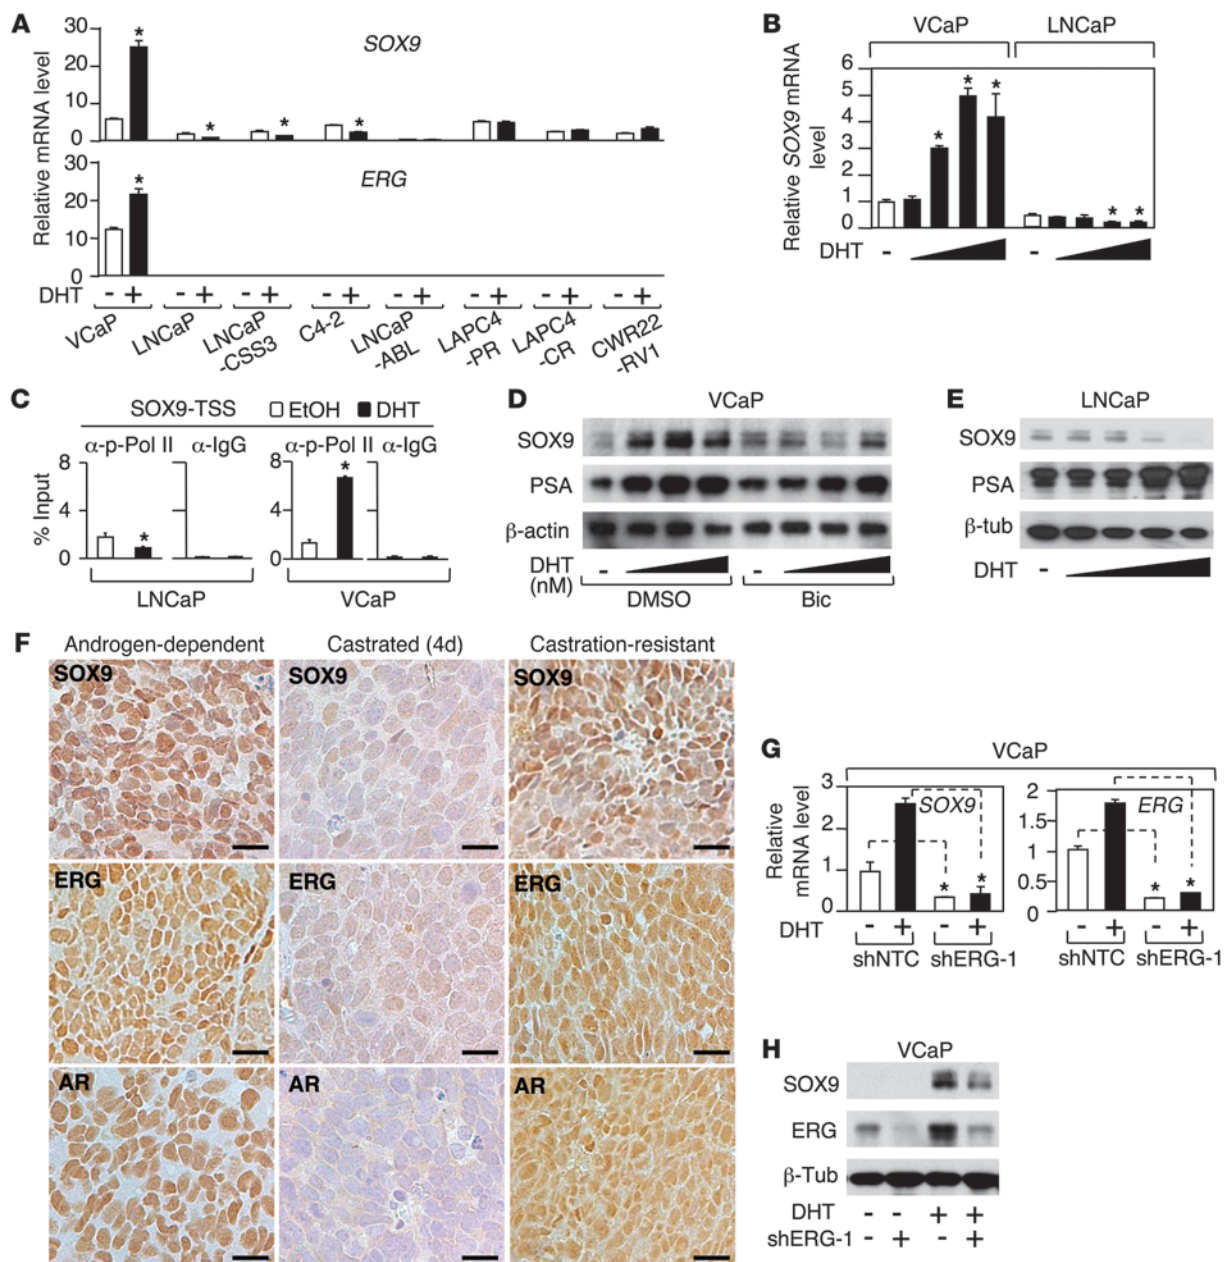 A
SOX9
30
20
10
0
Relative mRNA level
ERG
30
20
10
0
DHT - + - + - + - + - + - + - + - +
VCaP
LNCaP
LNCaP
-CSS3
C4-2
LNCaP
-ABL
LAPC4
-PR
LAPC4
-CR
CWR22
-RV1
* * * *
*
B
VCaP LNCaP
Relative SOX9 mRNA
level
6
5
4
3
2
1
0
* * * * *
DHT - -
C
SOX9-TSS EtOH DHT
α-p-Pol II α-IgG α-p-Pol II α-IgG
% Input
8 8
4 4
0 0
* *
LNCaP VCaP
D
VCaP
SOX9
PSA
β-actin
DHT - -
(nM)
DMSO Bic
E
LNCaP
SOX9
PSA
β-tub
DHT -
F
Androgen-dependent Castrated (4d) Castration-resistant
SOX9 SOX9 SOX9
ERG ERG ERG
AR AR AR
G
VCaP
Relative
mRNA level
SOX9
3
2
1
0
* *
ERG
2
1.5
1
0.5
0
* *
DHT - + - + - + - +
shNTC shERG-1 shNTC shERG-1
H
VCaP
SOX9
ERG
β-Tub
DHT - - + +
shERG-1 - + - +